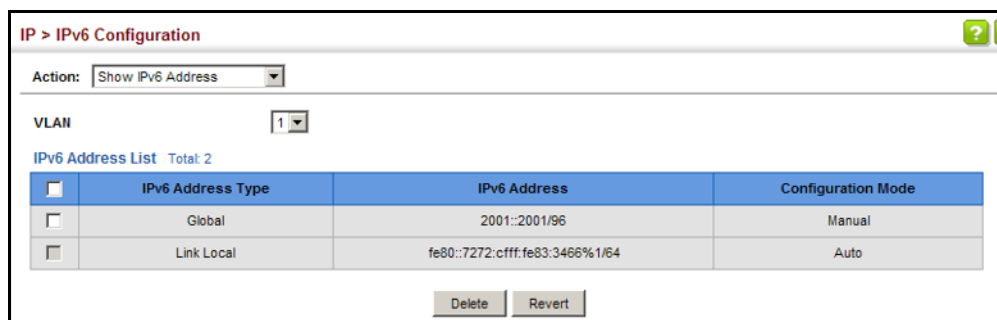 IP > IPv6 Configuration
?
Action: Show IPv6 Address
VLAN 1
IPv6 Address List Total: 2
IPv6 Address Type IPv6 Address Configuration Mode
Global 2001::2001/96 Manual
Link Local fe80::7272:cfff:fe83:3466%1/64 Auto
Delete Revert